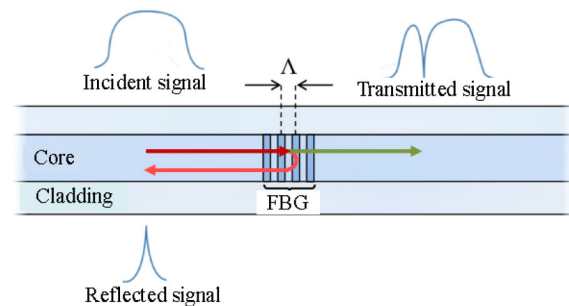 Incident signal
Λ
Transmitted signal
Core
Cladding
FBG
Reflected signal